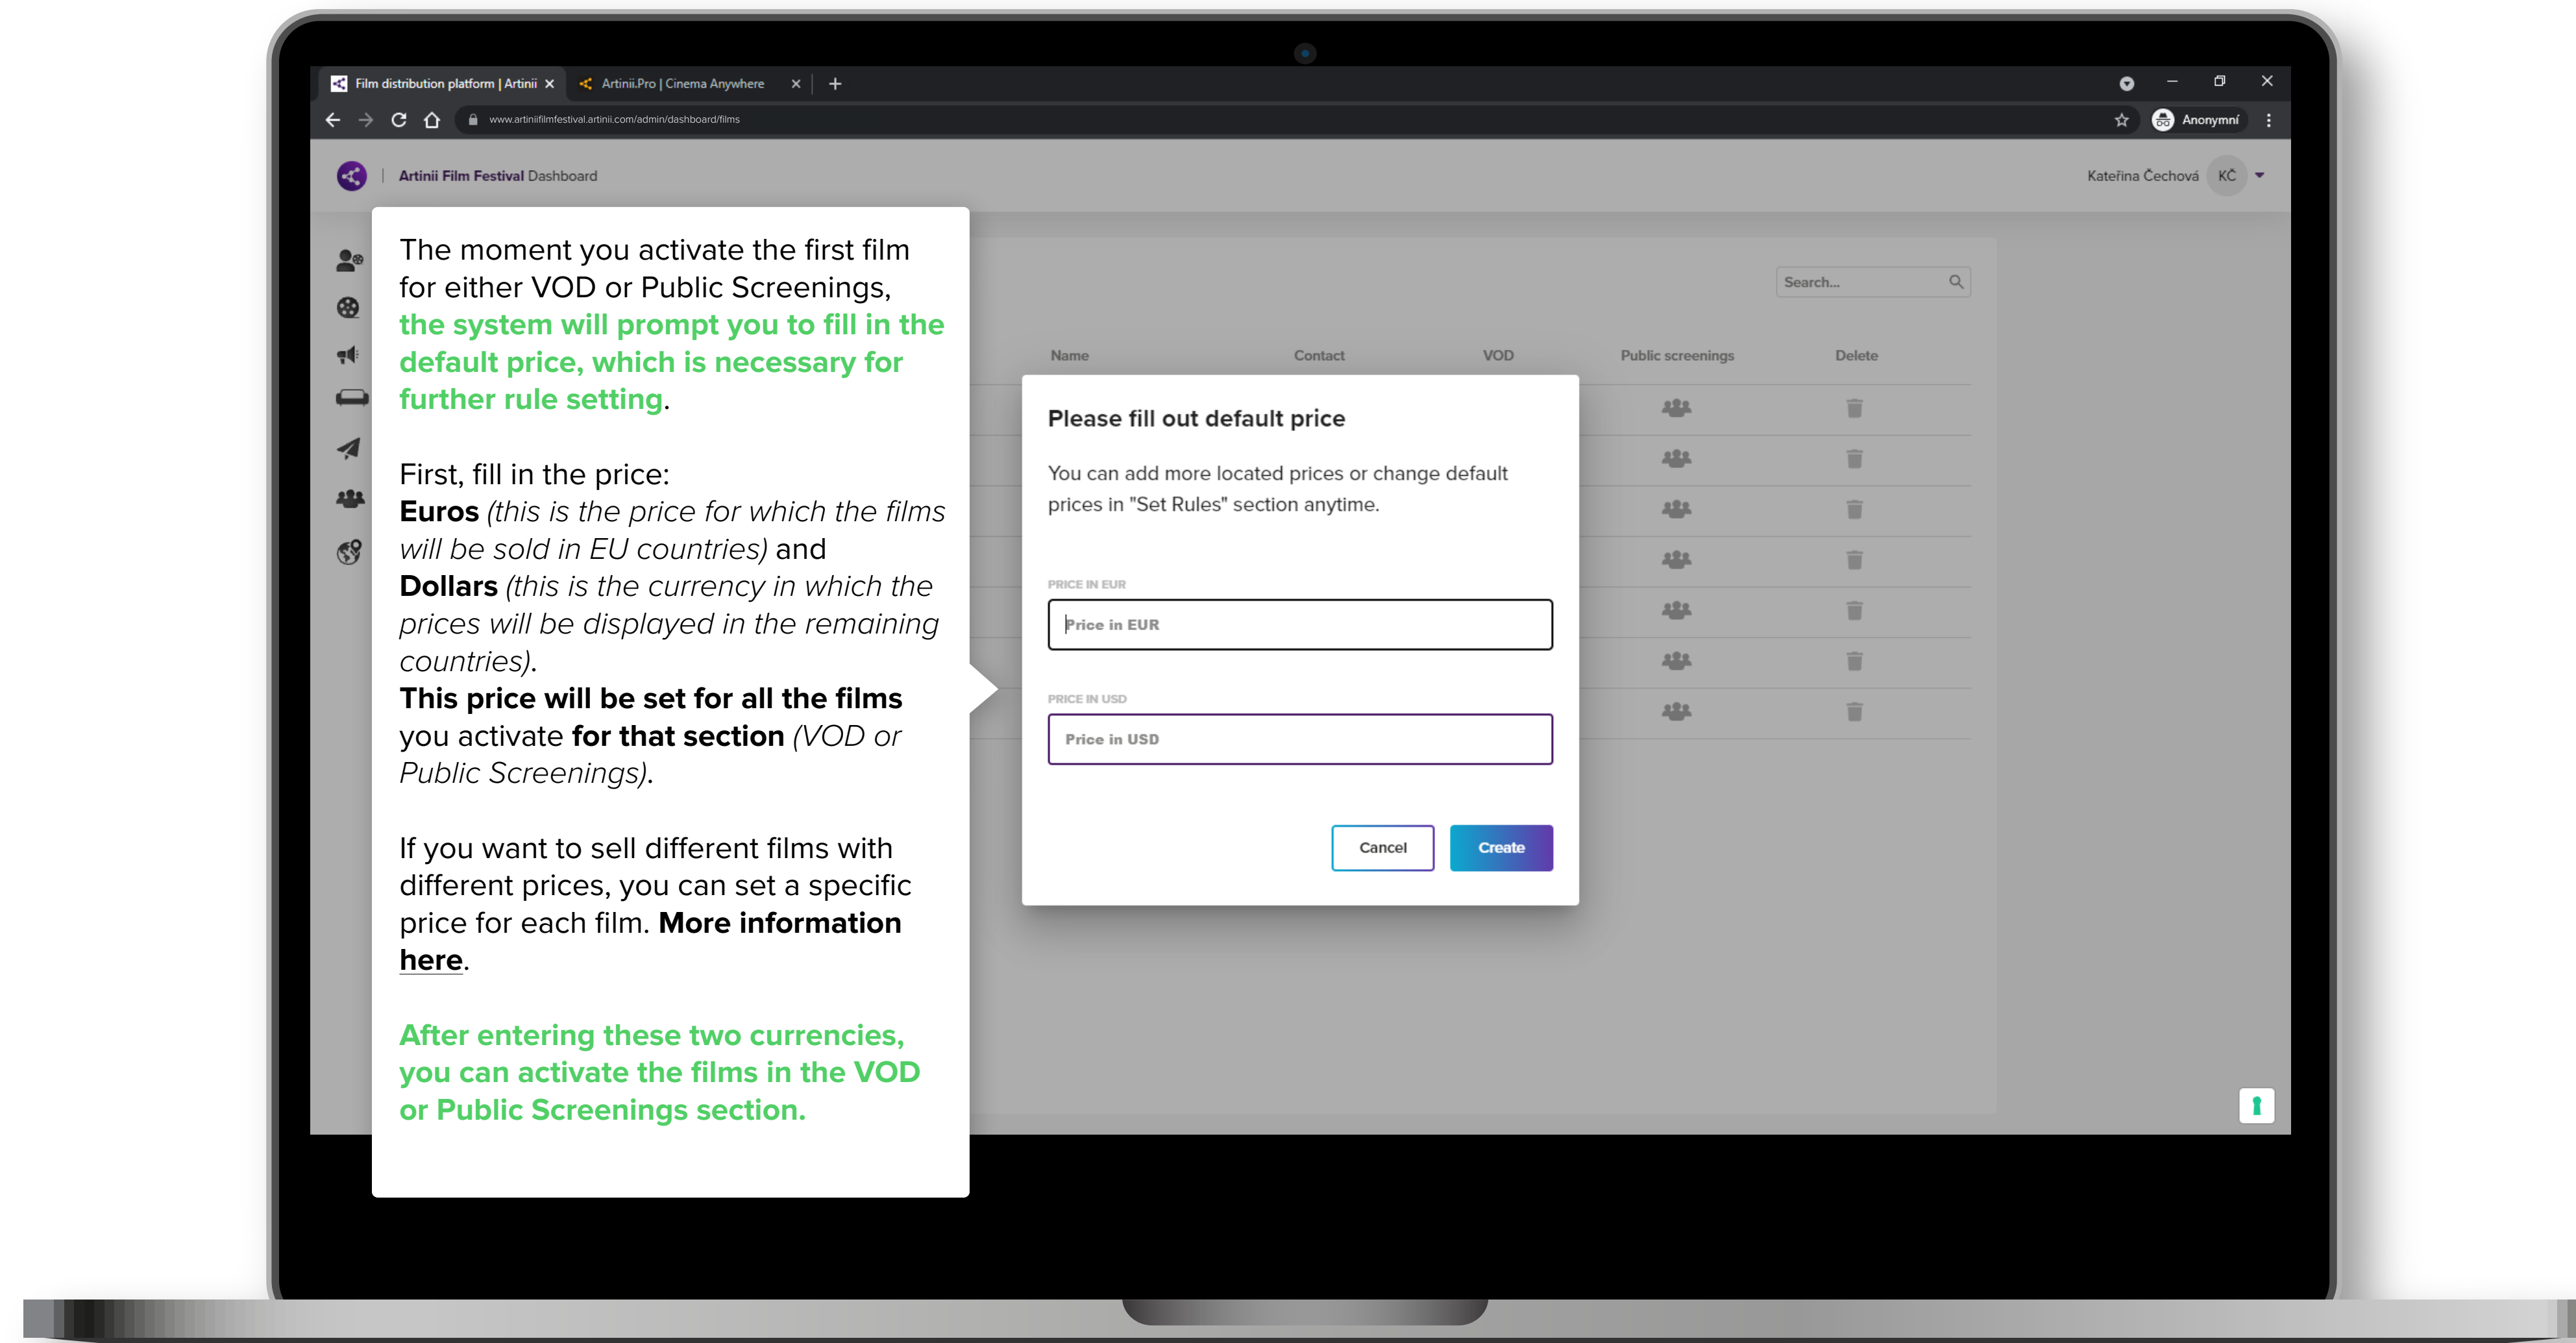 Film distribution platform | Artinii
Artinii.Pro | Cinema Anywhere
www.artiniifilmfestival.artinii.com/admin/dashboard/films
Anonymní
Artinii Film Festival Dashboard
Kateřina Čechová KČ
The moment you activate the first film
for either VOD or Public Screenings,
the system will prompt you to fill in the
default price, which is necessary for
further rule setting.
First, fill in the price:
Euros (this is the price for which the films
will be sold in EU countries) and
Dollars (this is the currency in which the
prices will be displayed in the remaining
countries).
This price will be set for all the films
you activate for that section (VOD or
Public Screenings).
If you want to sell different films with
different prices, you can set a specific
price for each film. More information
here.
After entering these two currencies,
you can activate the films in the VOD
or Public Screenings section.
Search...
Name Contact VOD Public screenings Delete
Please fill out default price
You can add more located prices or change default
prices in "Set Rules" section anytime.
PRICE IN EUR
Price in EUR
PRICE IN USD
Price in USD
Cancel Create